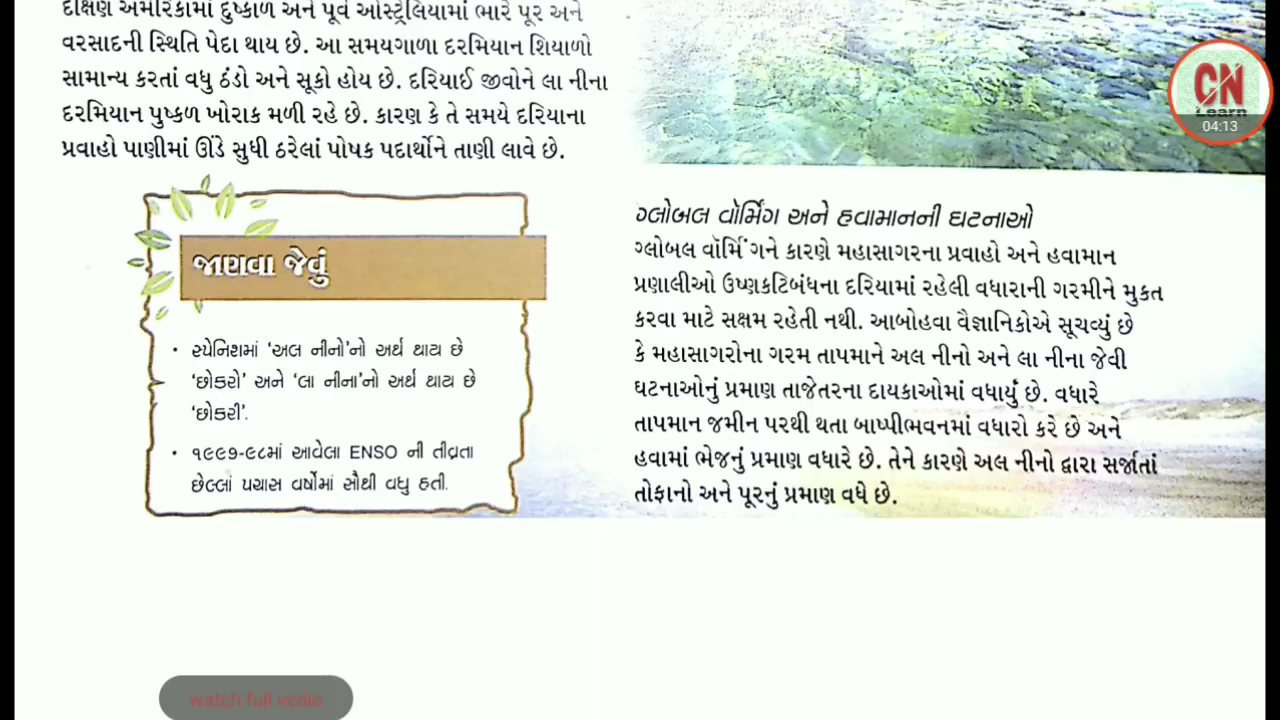 દક્ષિણ અમેરિકામાં દુષ્કાળ અને પૂર્વ ઓસ્ટ્રેલિયામાં ભારે પૂર અને
વરસાદની સ્થિતિ પેદા થાય છે. આ સમયગાળા દરમિયાન શિયાળો
સામાન્ય કરતાં વધુ ઠંડો અને સૂકો હોય છે. દરિયાઈ જીવોને લા નીના
દરમિયાન પુષ્કળ ખોરાક મળી રહે છે. કારણ કે તે સમયે દરિયાના
પ્રવાહો પાણીમાં ઊંડે સુધી ઠરેલાં પોષક પદાર્થોને તાણી લાવે છે.
જાણવા જેવું
• સ્પેનિશમાં ‘અલ નીનો’નો અર્થ થાય છે
‘છોકરો’ અને ‘લા નીના’નો અર્થ થાય છે
‘છોકરી’.
• ૧૯૯૭-૯૮માં આવેલા ENSO ની તીવ્રતા
છેલ્લાં પચાસ વર્ષોમાં સૌથી વધુ હતી.
ગ્લોબલ વૉર્મિંગ અને હવામાનની ઘટનાઓ
ગ્લોબલ વૉર્મિંગને કારણે મહાસાગરના પ્રવાહો અને હવામાન
પ્રણાલીઓ ઉષ્ણકટિબંધના દરિયામાં રહેલી વધારાની ગરમીને મુક્ત
કરવા માટે સક્ષમ રહેતી નથી. આબોહવા વૈજ્ઞાનિકોએ સૂચવ્યું છે
કે મહાસાગરોના ગરમ તાપમાને અલ નીનો અને લા નીના જેવી
ઘટનાઓનું પ્રમાણ તાજેતરના દાયકાઓમાં વધાર્યું છે. વધારે
તાપમાન જમીન પરથી થતા બાષ્પીભવનમાં વધારો કરે છે અને
હવામાં ભેજનું પ્રમાણ વધારે છે. તેને કારણે અલ નીનો દ્વારા સર્જાતાં
તોફાનો અને પૂરનું પ્રમાણ વધે છે.
CN
Learn
04:13
watch full vedio